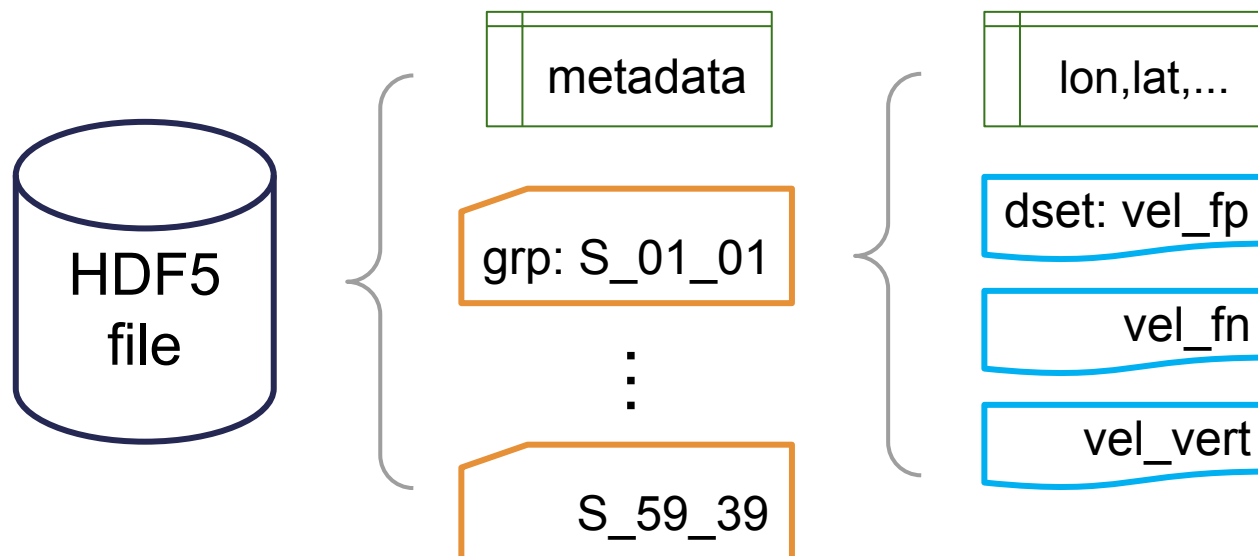 HDF5
file
metadata
grp: S_01_01
⋮
S_59_39
lon,lat,...
dset: vel_fp
vel_fn
vel_vert